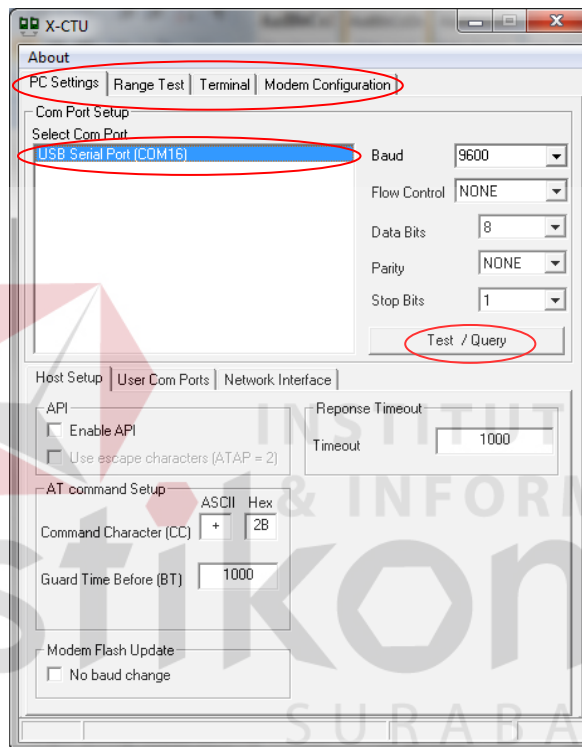 X-CTU
About
PC Settings Range Test Terminal Modem Configuration
Com Port Setup
Select Com Port
USB Serial Port (COM16)
Baud 9600
Flow Control NONE
Data Bits 8
Parity NONE
Stop Bits 1
Test / Query
Host Setup User Com Ports Network Interface
API
Enable API
Use escape characters (ATAP = 2)
Reponse Timeout
Timeout 1000
AT command Setup
ASCII Hex
Command Character (CC) + 2B
Guard Time Before (BT) 1000
Modem Flash Update
No baud change
INSTITUT
& INFORM
stikom
SURABA